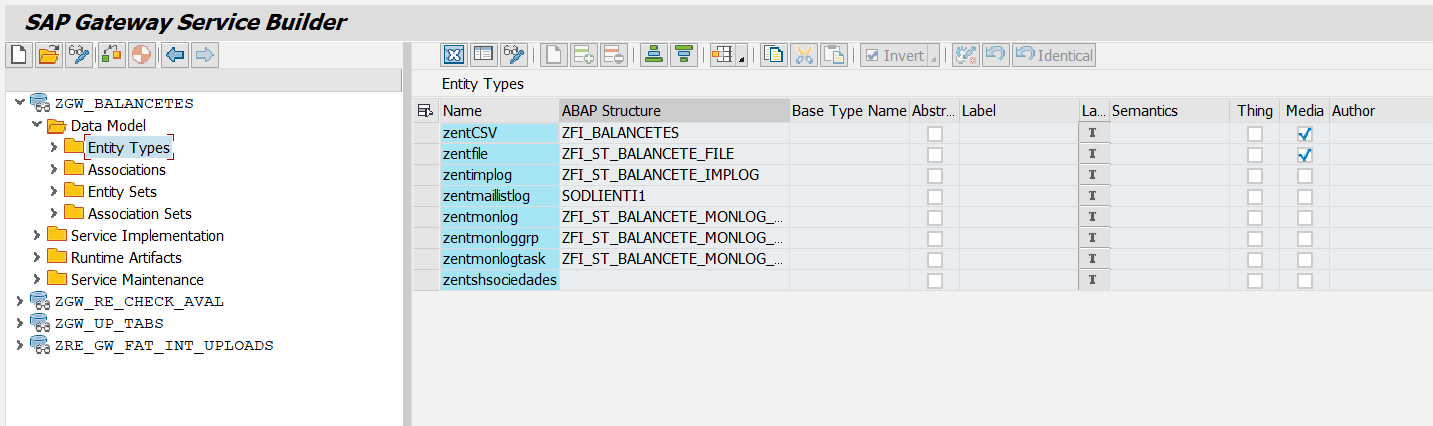 SAP Gateway Service Builder
Invert
Identical
ZGW_BALANCETES
Data Model
Entity Types
Associations
Entity Sets
Association Sets
Service Implementation
Runtime Artifacts
Service Maintenance
ZGW_RE_CHECK_AVAL
ZGW_UP_TABS
ZRE_GW_FAT_INT_UPLOADS
Entity Types
Name ABAP Structure Base Type Name Abstr... Label La... Semantics Thing Media Author
zentCSV ZFI_BALANCETES T
zentfile ZFI_ST_BALANCETE_FILE T
zentimplog ZFI_ST_BALANCETE_IMPLOG T
zentmaillistlog SODLIENTI1 T
zentmonlog ZFI_ST_BALANCETE_MONLOG_... T
zentmonloggrp ZFI_ST_BALANCETE_MONLOG_... T
zentmonlogtask ZFI_ST_BALANCETE_MONLOG_... T
zentshsociedades T